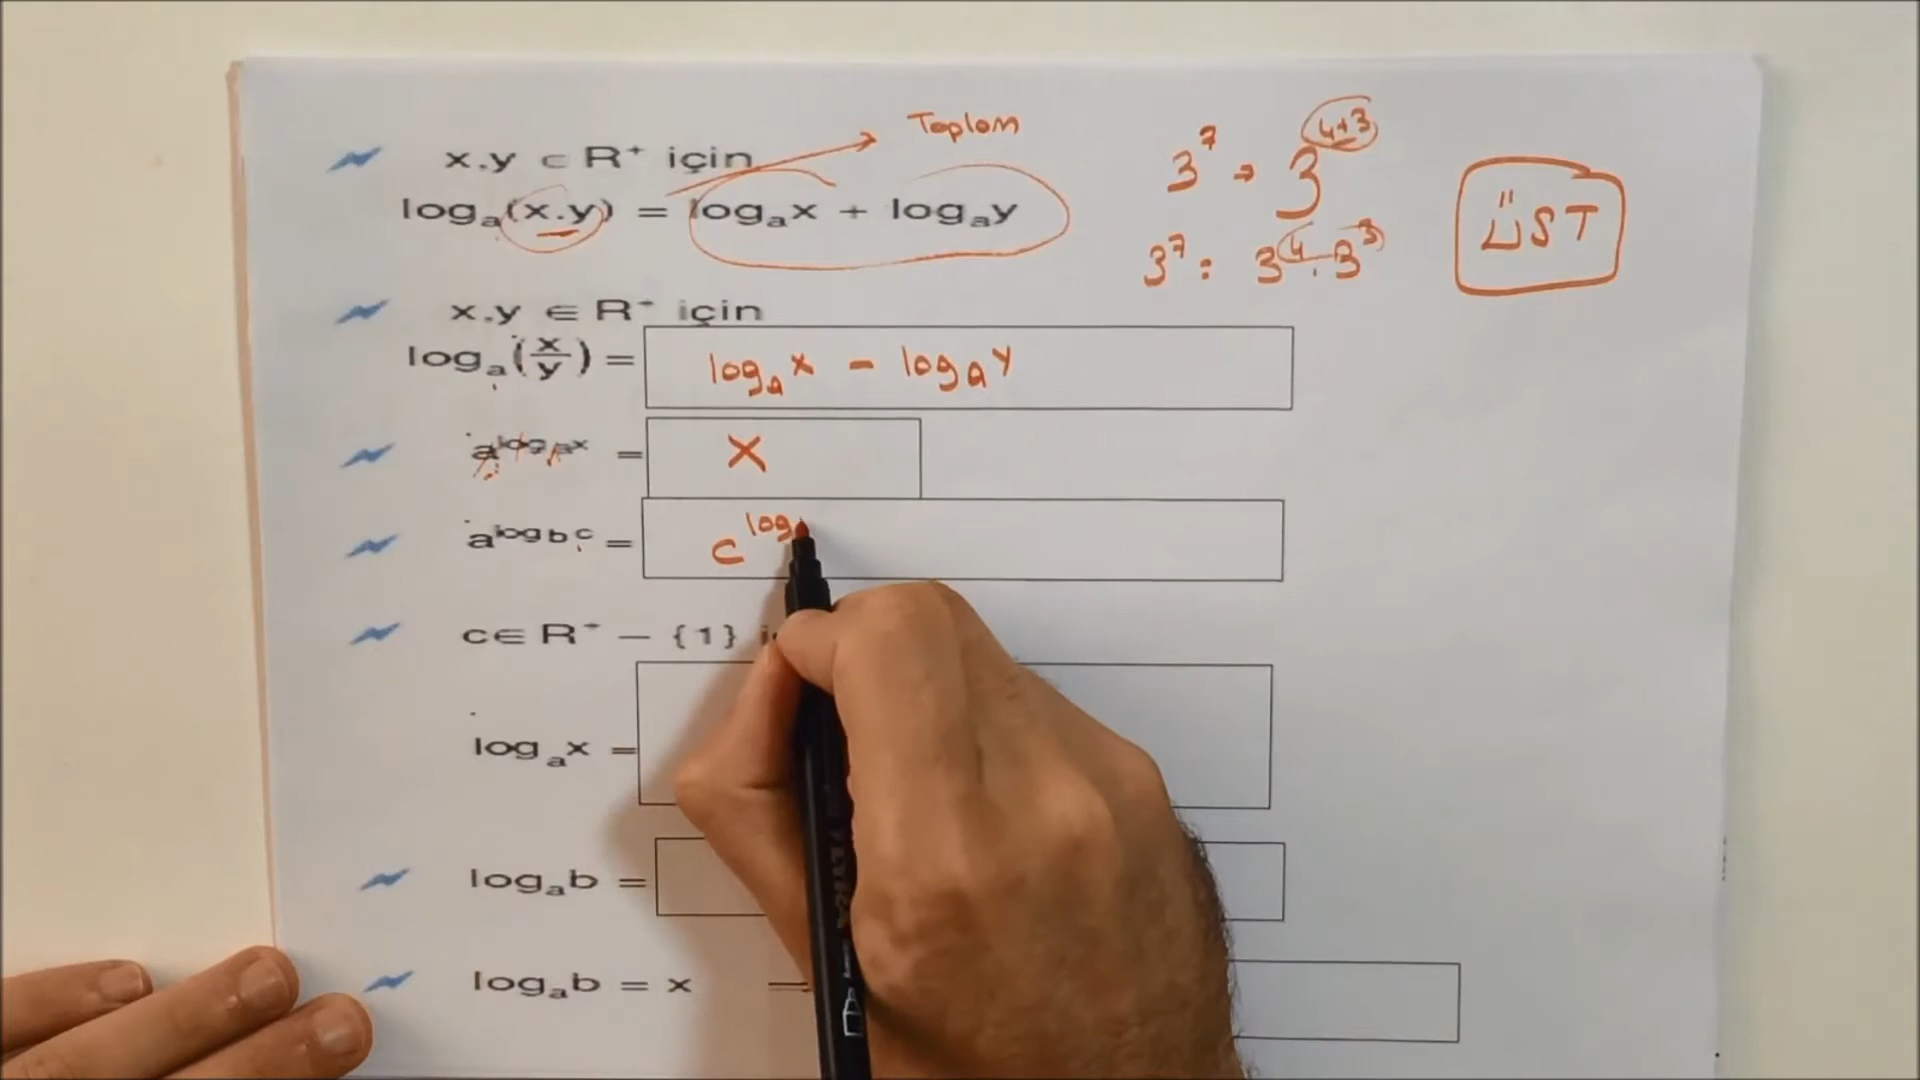 Toplam
x.y ⊂ R⁺ için
logₐ(x.y) = logₐx + logₐy
3⁷ → 3⁴⁺³
3⁷ = 3⁴ . 3³
ÜST
x.y ∈ R⁺ için
logₐ(x/y) = logₐx - logₐy
a^logₐx = X
a^logbc = c^log
c∈ R⁺ – {1}
logₐx =
logₐb =
logₐb = x